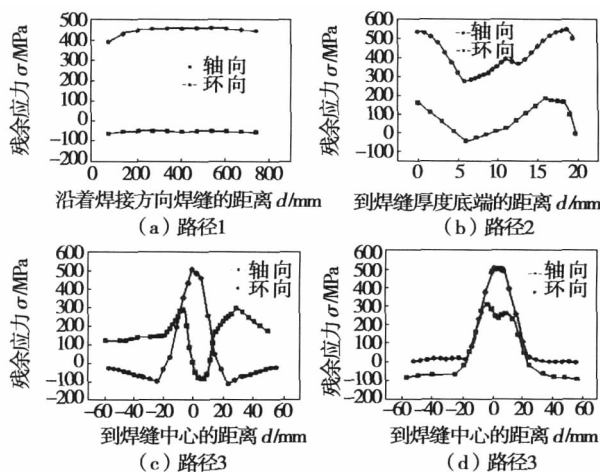 残余应力 σ/MPa
600
500
400
300
200
100
0
-100
-200
轴向
环向
0 200 400 600 800
沿着焊接方向焊缝的距离 d/mm
(a)路径1
残余应力 σ/MPa
600
500
400
300
200
100
0
-100
轴向
环向
0 5 10 15 20
到焊缝厚度底端的距离 d/mm
(b)路径2
残余应力 σ/MPa
600
500
400
300
200
100
0
-100
-200
轴向
环向
-60 -40 -20 0 20 40 60
到焊缝中心的距离 d/mm
(c)路径3
残余应力 σ/MPa
600
500
400
300
200
100
0
-100
-200
轴向
环向
-60 -40 -20 0 20 40 60
到焊缝中心的距离 d/mm
(d)路径3